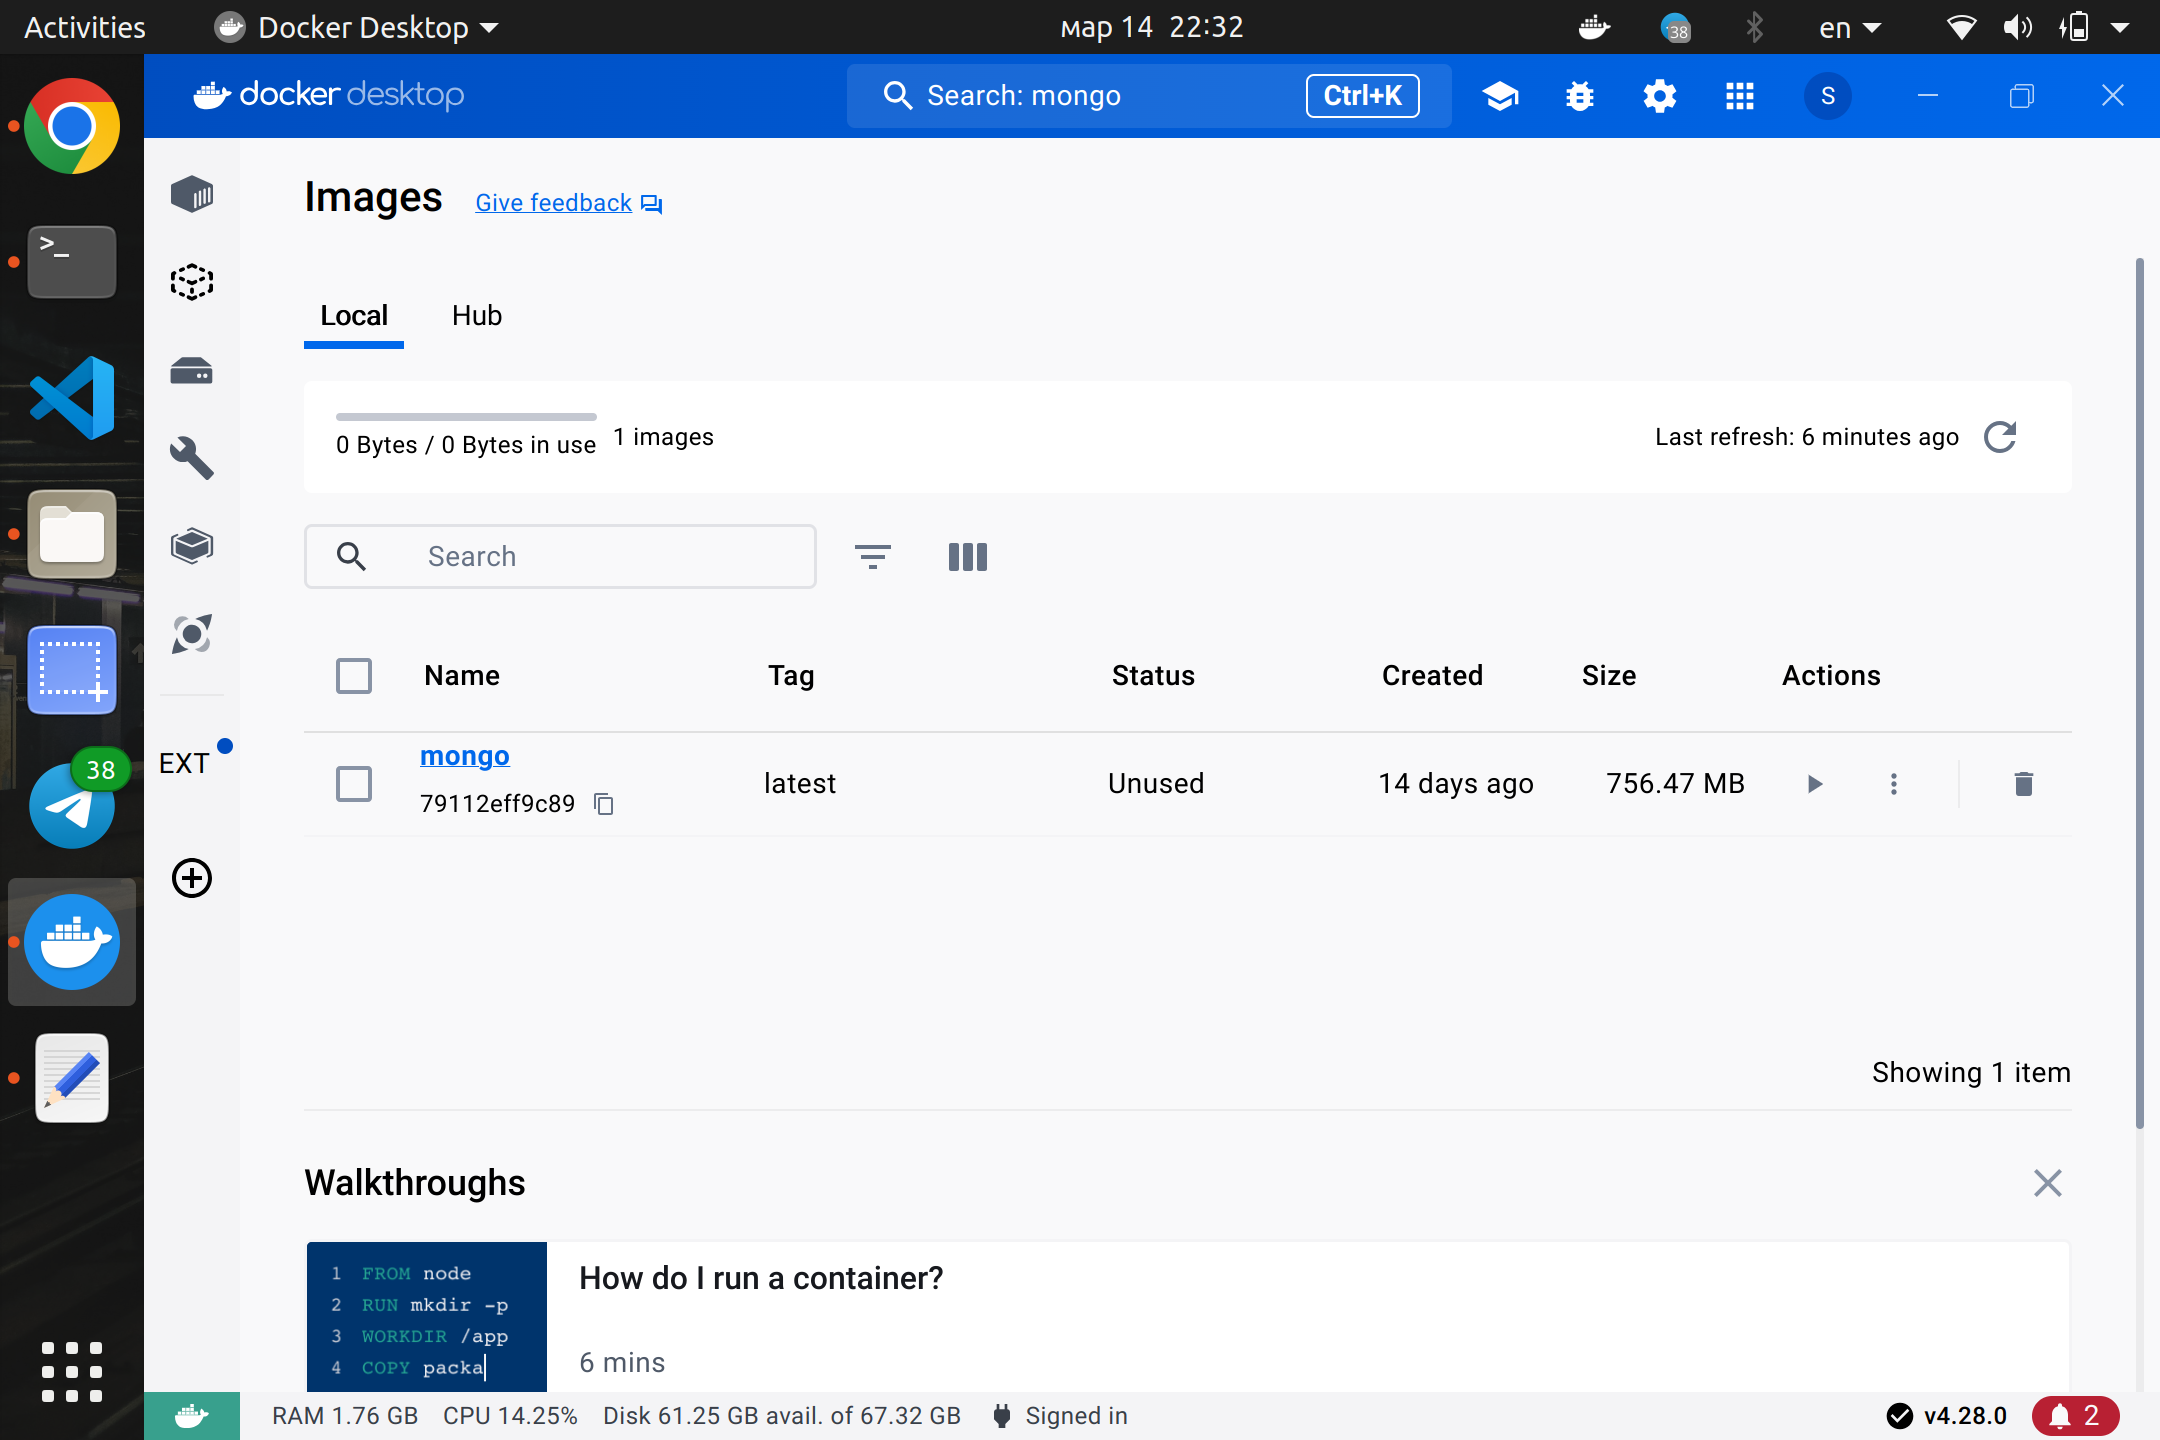 Activities
Docker Desktop
мар 14 22:32
38
en
docker desktop
Search: mongo
Ctrl+K
S
Images
Give feedback
Local
Hub
0 Bytes / 0 Bytes in use
1 images
Last refresh: 6 minutes ago
Search
Name
Tag
Status
Created
Size
Actions
mongo
79112eff9c89
latest
Unused
14 days ago
756.47 MB
EXT
38
>_
Showing 1 item
Walkthroughs
1 FROM node
2 RUN mkdir -p
3 WORKDIR /app
4 COPY packa
How do I run a container?
6 mins
RAM 1.76 GB
CPU 14.25%
Disk 61.25 GB avail. of 67.32 GB
Signed in
v4.28.0
2